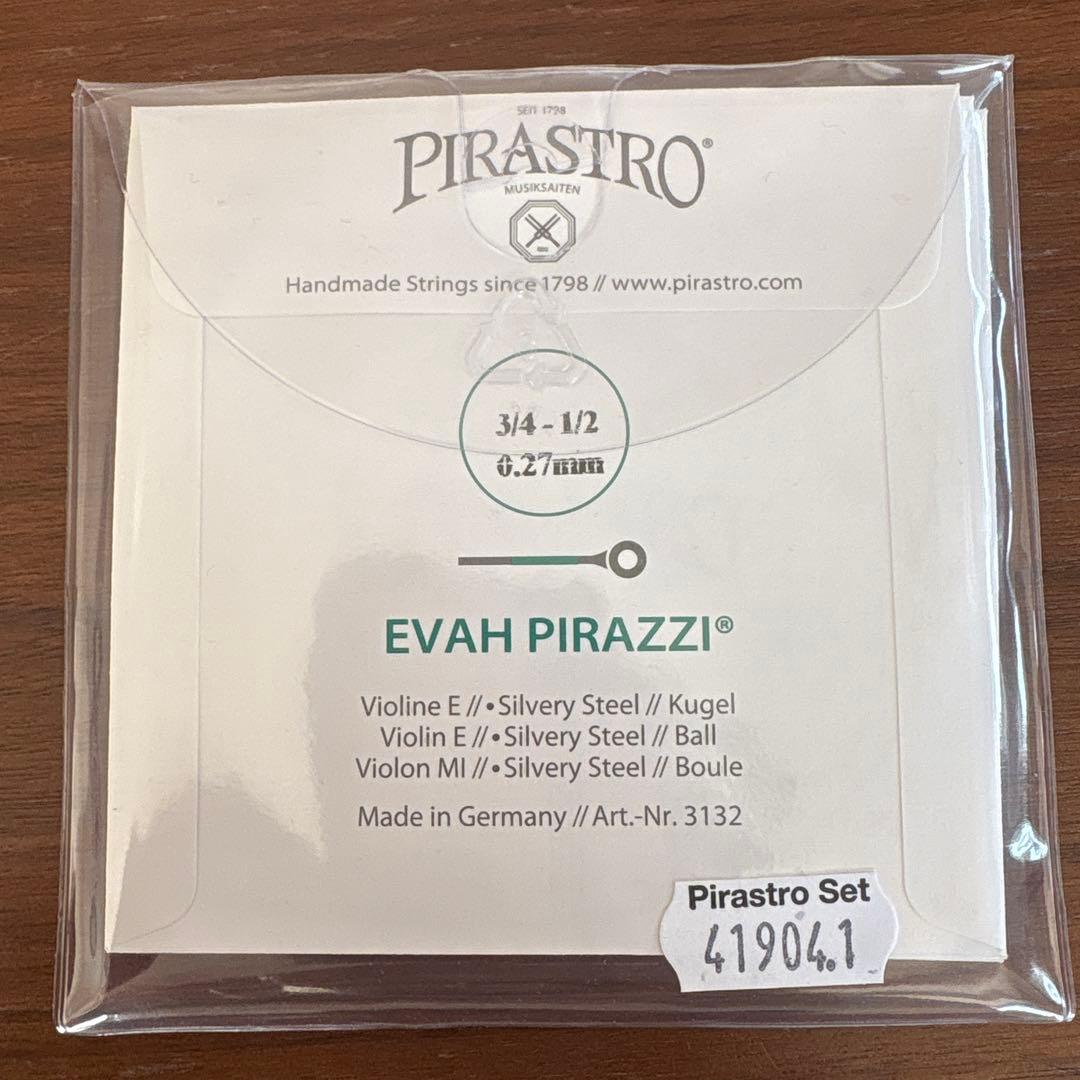 SEIT 1798
PIRASTRO®
MUSIKSAITEN
Handmade Strings since 1798 // www.pirastro.com
3/4 - 1/2
0.27mm
EVAH PIRAZZI®
Violine E // • Silvery Steel // Kugel
Violin E // • Silvery Steel // Ball
Violon MI // • Silvery Steel // Boule
Made in Germany // Art.-Nr. 3132
Pirastro Set
41904.1